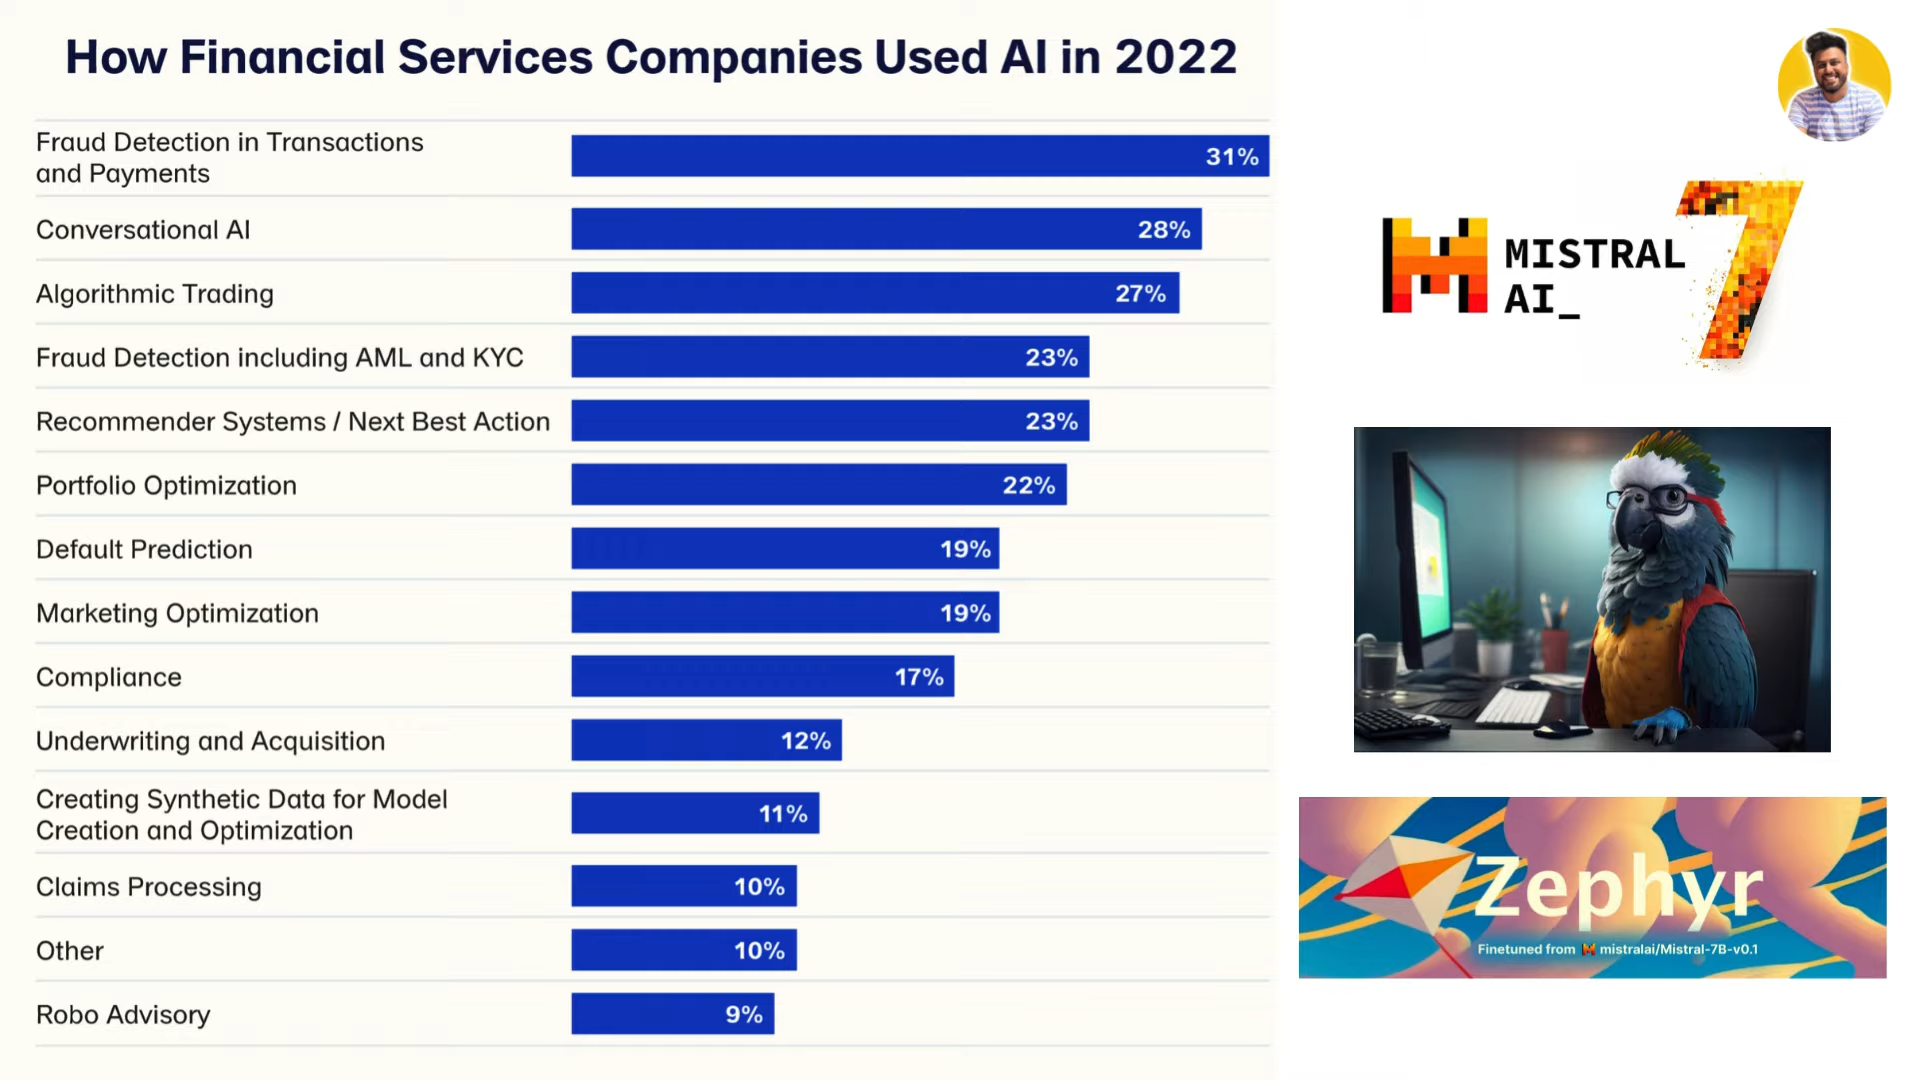 How Financial Services Companies Used AI in 2022
Fraud Detection in Transactions
and Payments
31%
Conversational AI
28%
Algorithmic Trading
27%
Fraud Detection including AML and KYC
23%
Recommender Systems / Next Best Action
23%
Portfolio Optimization
22%
Default Prediction
19%
Marketing Optimization
19%
Compliance
17%
Underwriting and Acquisition
12%
Creating Synthetic Data for Model
Creation and Optimization
11%
Claims Processing
10%
Other
10%
Robo Advisory
9%
MISTRAL
AI_
7
Zephyr
Finetuned from mistralai/Mistral-7B-v0.1